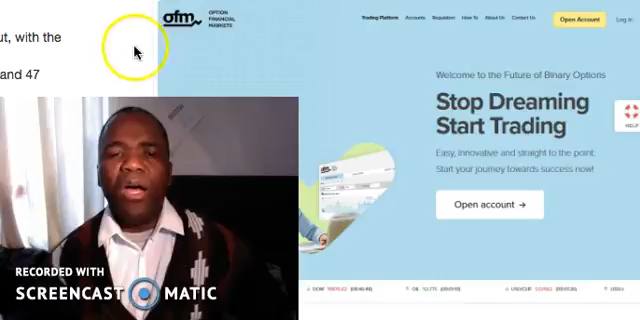 ut, with the
and 47
ofm
OPTION
FINANCIAL
MARKETS
Trading Platform Accounts Regulation How To About Us Contact Us
Open Account
Log in
Welcome to the Future of Binary Options
Stop Dreaming
Start Trading
Easy, innovative and straight to the point.
Start your journey towards success now!
Open account →
HELP
RECORDED WITH
SCREENCAST MATIC